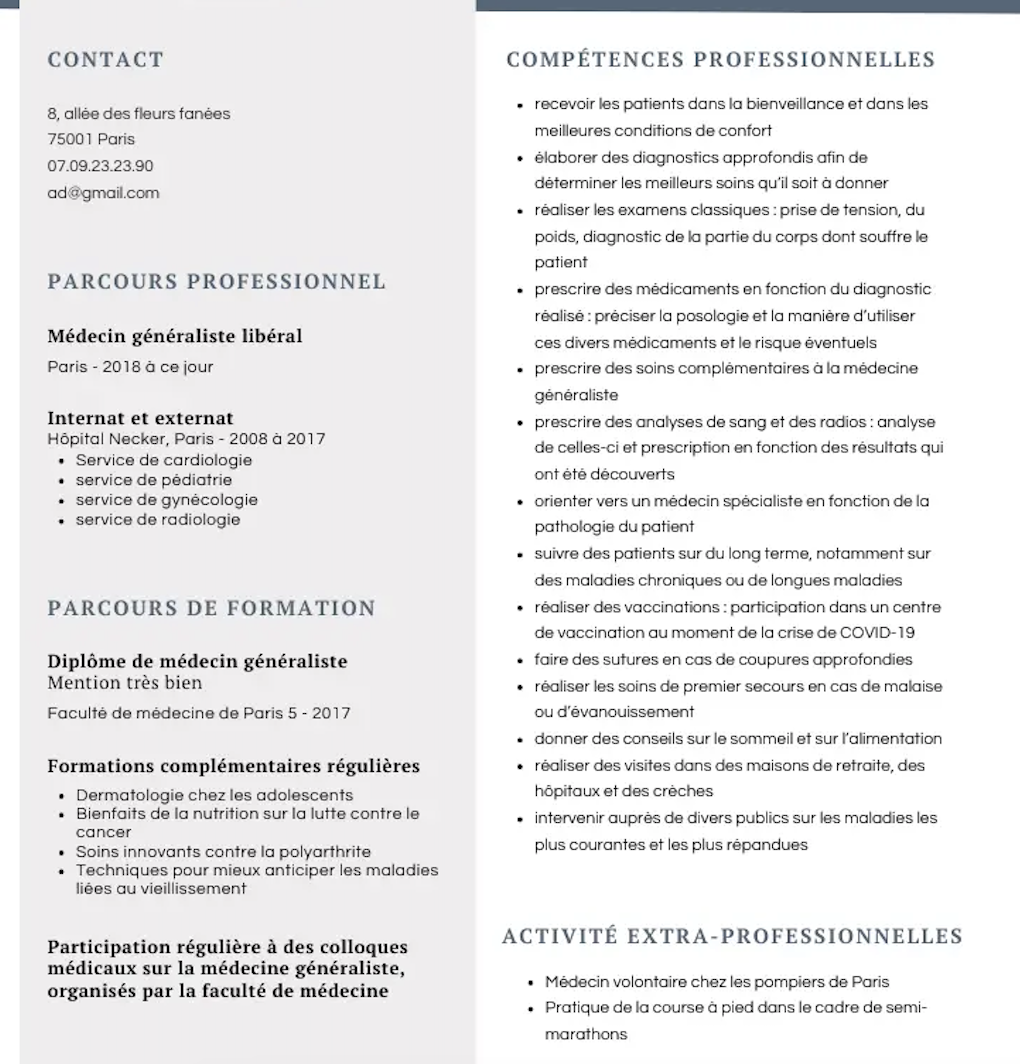 CONTACT
8, allée des fleurs fanées
75001 Paris
07.09.23.23.90
ad@gmail.com
PARCOURS PROFESSIONNEL
Médecin généraliste libéral
Paris - 2018 à ce jour
Internat et externat
Hôpital Necker, Paris - 2008 à 2017
• Service de cardiologie
• service de pédiatrie
• service de gynécologie
• service de radiologie
PARCOURS DE FORMATION
Diplôme de médecin généraliste
Mention très bien
Faculté de médecine de Paris 5 - 2017
Formations complémentaires régulières
• Dermatologie chez les adolescents
• Bienfaits de la nutrition sur la lutte contre le
cancer
• Soins innovants contre la polyarthrite
• Techniques pour mieux anticiper les maladies
liées au vieillissement
Participation régulière à des colloques
médicaux sur la médecine généraliste,
organisés par la faculté de médecine
COMPÉTENCES PROFESSIONNELLES
• recevoir les patients dans la bienveillance et dans les
meilleures conditions de confort
• élaborer des diagnostics approfondis afin de
déterminer les meilleurs soins qu'il soit à donner
• réaliser les examens classiques : prise de tension, du
poids, diagnostic de la partie du corps dont souffre le
patient
• prescrire des médicaments en fonction du diagnostic
réalisé : préciser la posologie et la manière d'utiliser
ces divers médicaments et le risque éventuels
• prescrire des soins complémentaires à la médecine
généraliste
• prescrire des analyses de sang et des radios : analyse
de celles-ci et prescription en fonction des résultats qui
ont été découverts
• orienter vers un médecin spécialiste en fonction de la
pathologie du patient
• suivre des patients sur du long terme, notamment sur
des maladies chroniques ou de longues maladies
• réaliser des vaccinations : participation dans un centre
de vaccination au moment de la crise de COVID-19
• faire des sutures en cas de coupures approfondies
• réaliser les soins de premier secours en cas de malaise
ou d'évanouissement
• donner des conseils sur le sommeil et sur l'alimentation
• réaliser des visites dans des maisons de retraite, des
hôpitaux et des crèches
• intervenir auprès de divers publics sur les maladies les
plus courantes et les plus répandues
ACTIVITÉ EXTRA-PROFESSIONNELLES
• Médecin volontaire chez les pompiers de Paris
• Pratique de la course à pied dans le cadre de semi-
marathons